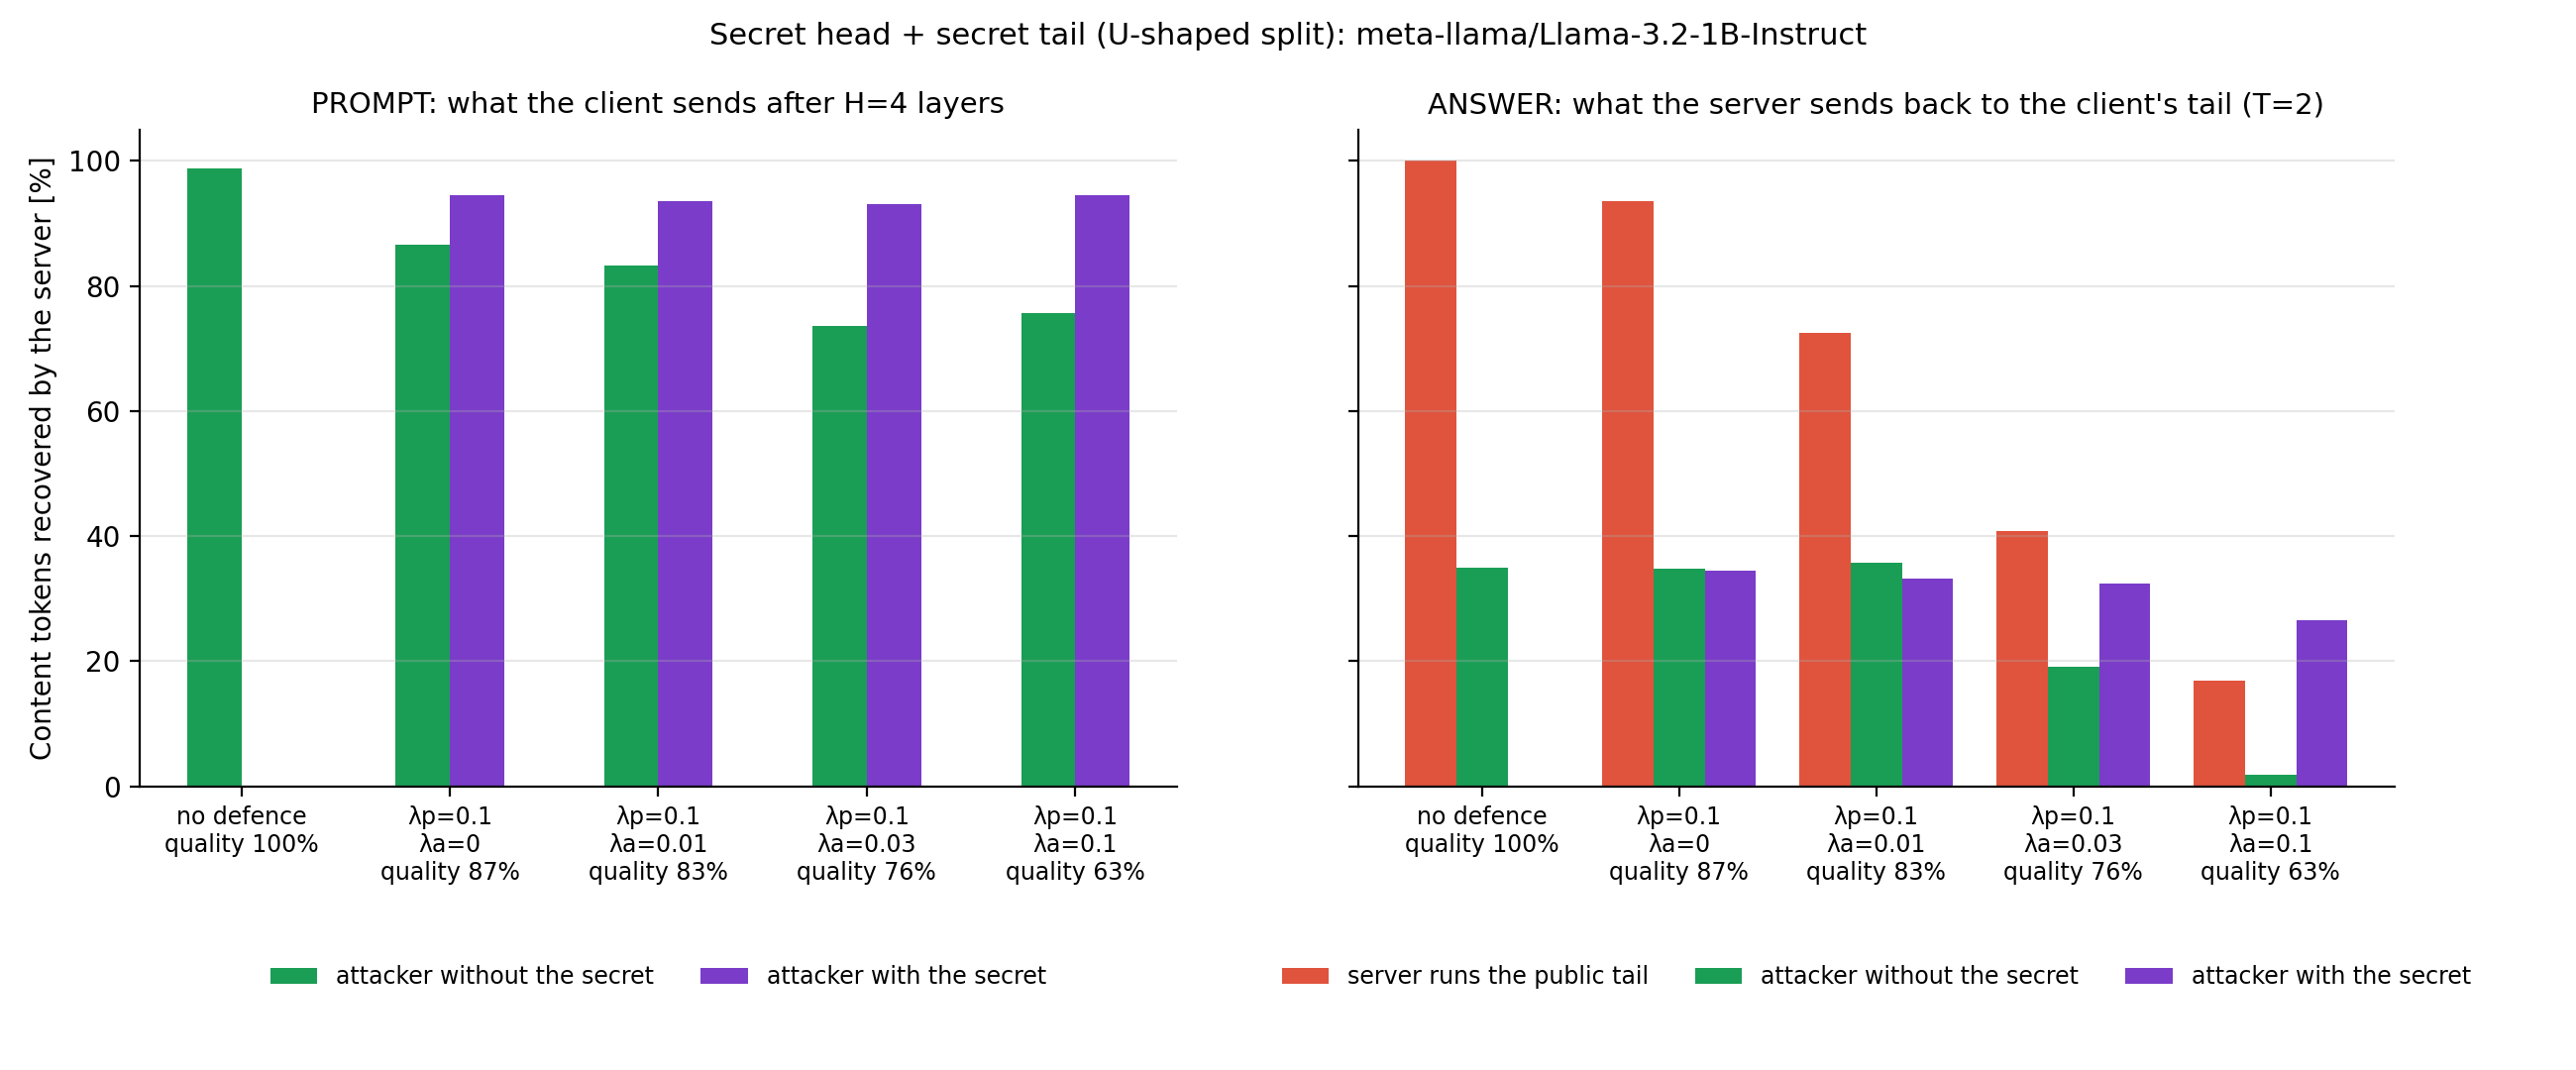 Secret head + secret tail (U-shaped split): meta-llama/Llama-3.2-1B-Instruct
PROMPT: what the client sends after H=4 layers
Content tokens recovered by the server [%]
100
80
60
40
20
0
no defence
quality 100%
λp=0.1
λa=0
quality 87%
λp=0.1
λa=0.01
quality 83%
λp=0.1
λa=0.03
quality 76%
λp=0.1
λa=0.1
quality 63%
attacker without the secret
attacker with the secret
ANSWER: what the server sends back to the client's tail (T=2)
no defence
quality 100%
λp=0.1
λa=0
quality 87%
λp=0.1
λa=0.01
quality 83%
λp=0.1
λa=0.03
quality 76%
λp=0.1
λa=0.1
quality 63%
server runs the public tail
attacker without the secret
attacker with the secret